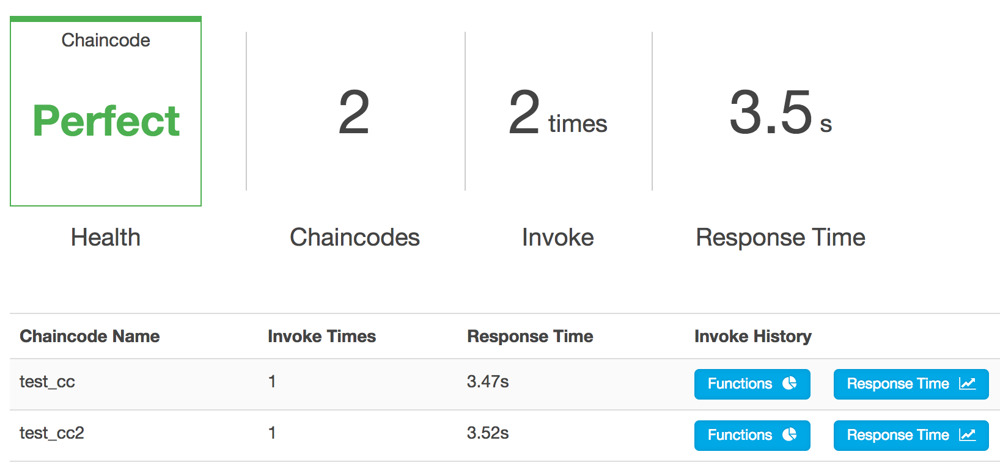 Chaincode
Perfect
2
2 times
3.5 s
Health
Chaincodes
Invoke
Response Time
Chaincode Name Invoke Times Response Time Invoke History
test_cc 1 3.47s Functions Response Time
test_cc2 1 3.52s Functions Response Time